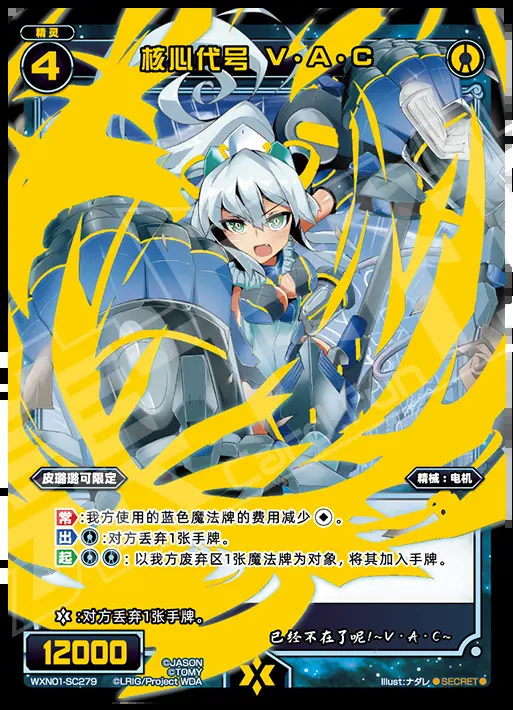 精灵
4
核心代号 V·A·C
皮璐璐可限定
精械：电机
常:我方使用的蓝色魔法牌的费用减少。
出:对方丢弃1张手牌。
起:以我方废弃区1张魔法牌为对象，将其加入手牌。
:对方丢弃1张手牌。
已经不在了呢!~V·A·C~
12000
©JASON
©TOMY
WXN01-SC279 ©LRIG/Project WDA
Illust:ナダレ ●SECRET●